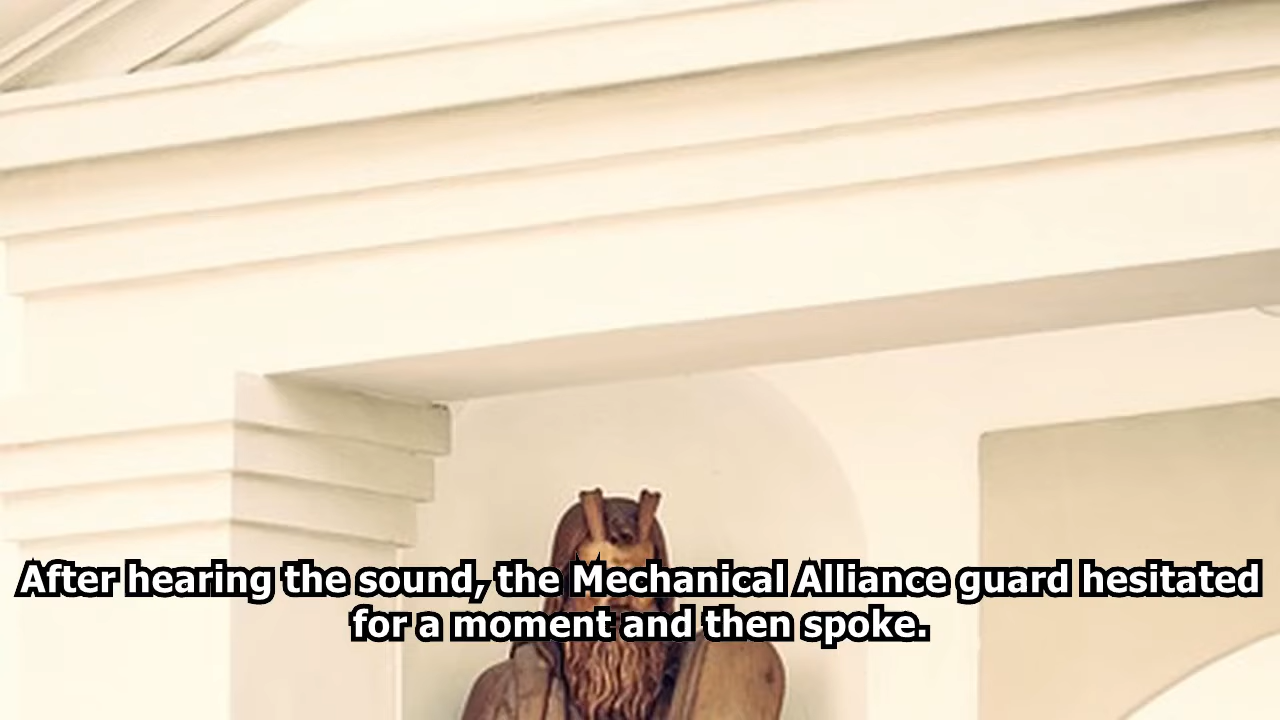 After hearing the sound, the Mechanical Alliance guard hesitated
for a moment and then spoke.